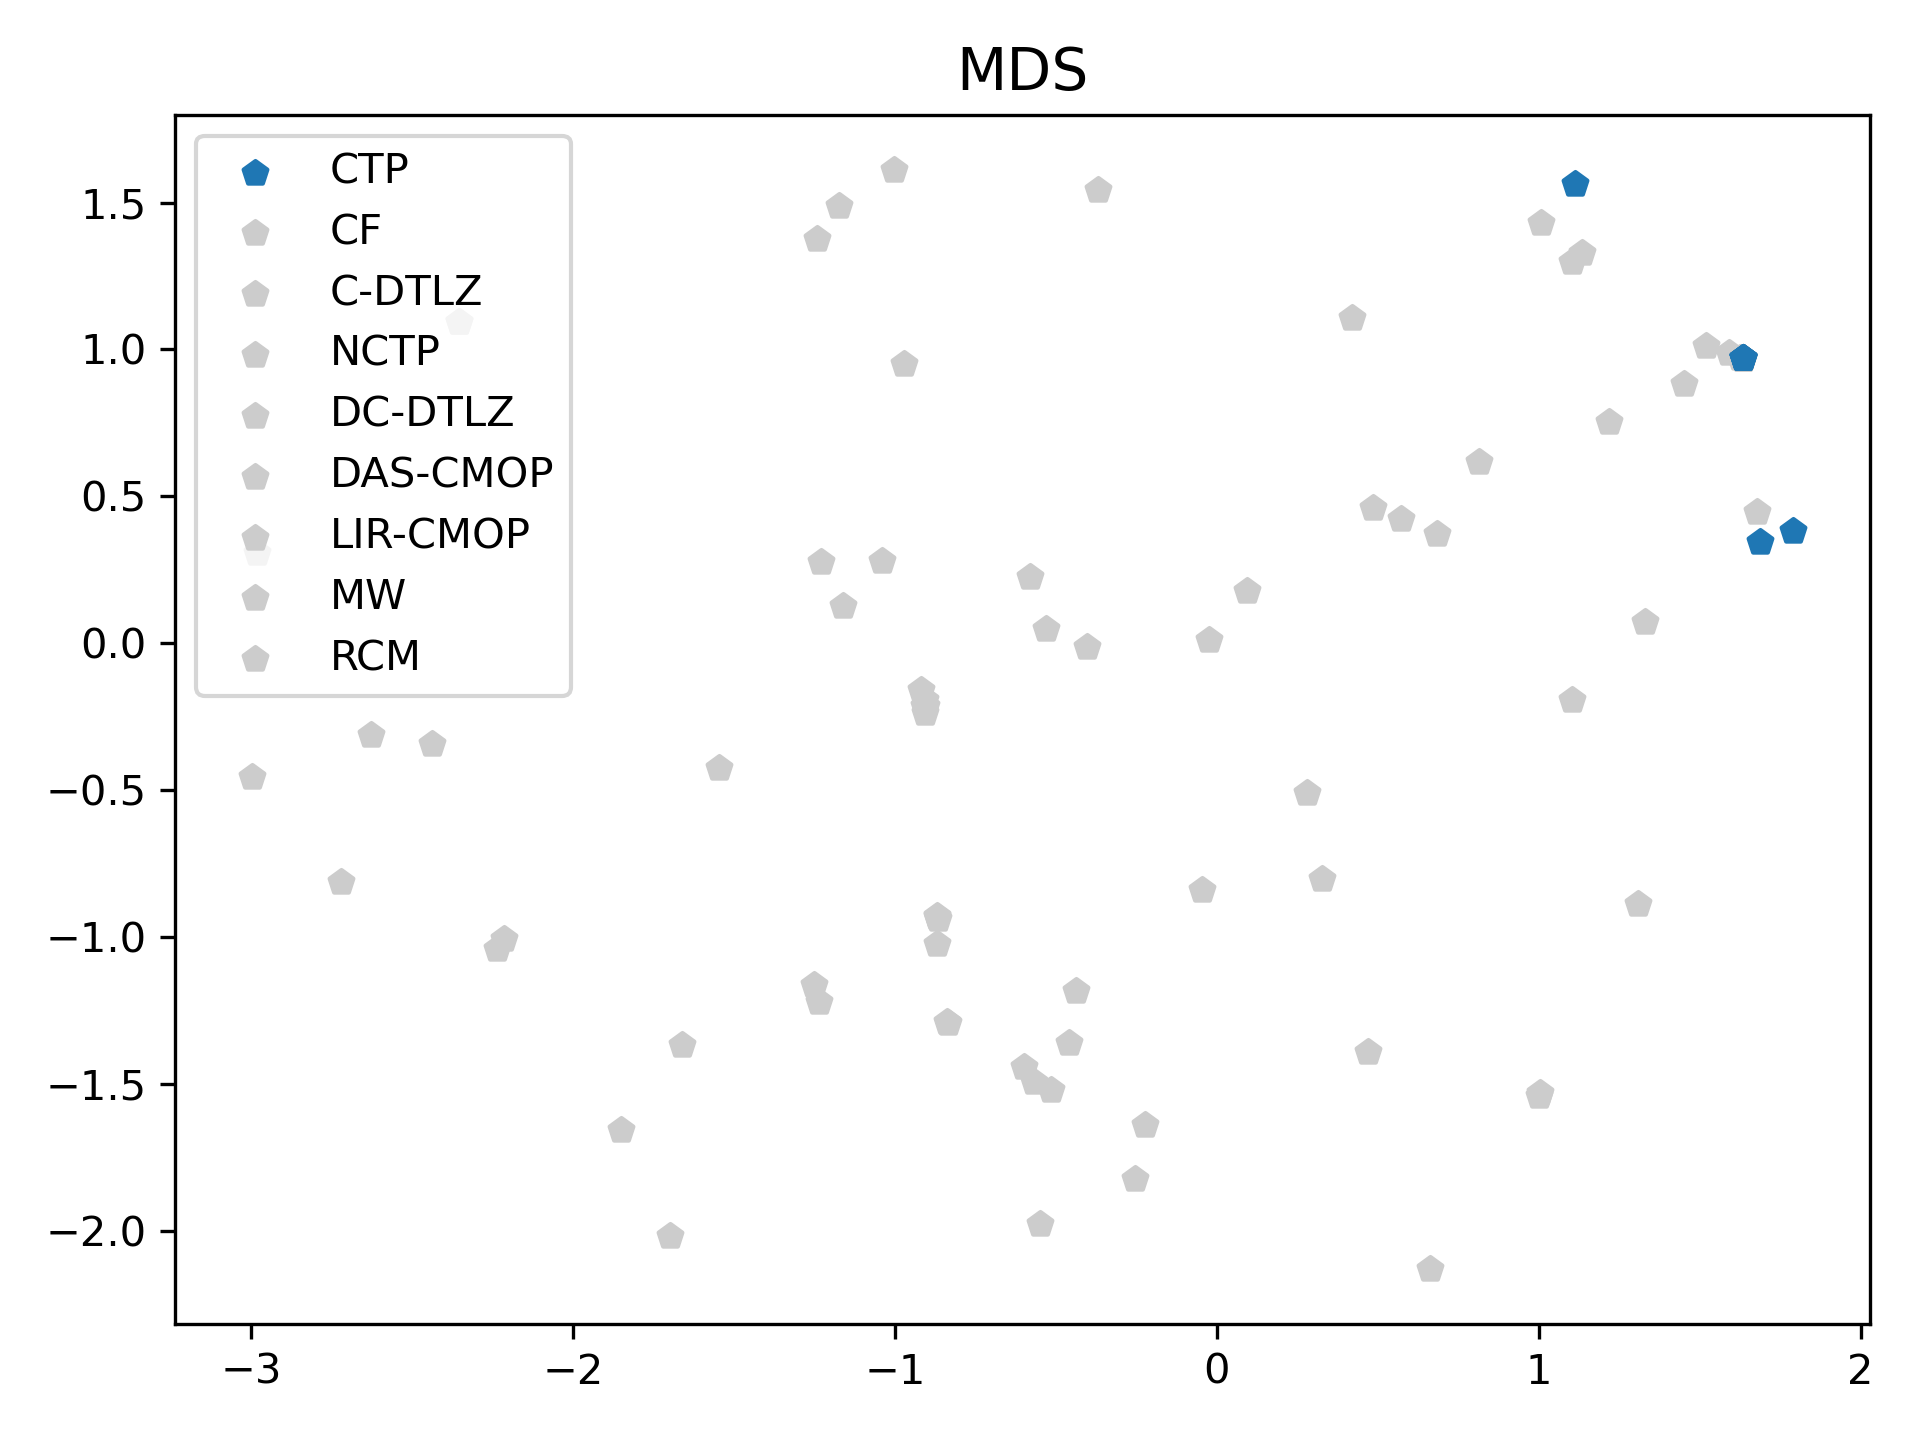 MDS
CTP
CF
C-DTLZ
NCTP
DC-DTLZ
DAS-CMOP
LIR-CMOP
MW
RCM
1.5
1.0
0.5
0.0
−0.5
−1.0
−1.5
−2.0
−3 −2 −1 0 1 2